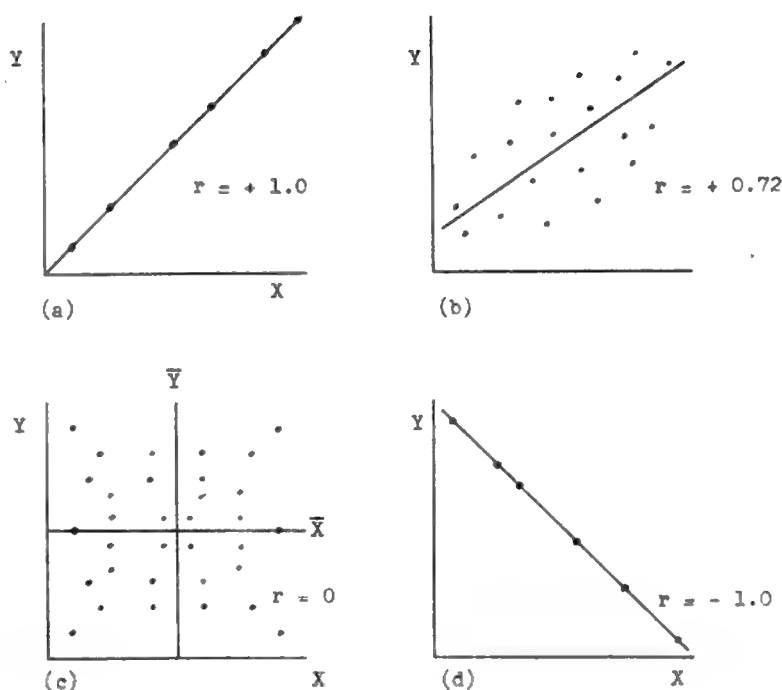 Y
r = + 1.0
X
(a)
Y
r = + 0.72
(b)
Y̅
Y
X̅
r = 0
X
(c)
Y
r = - 1.0
X
(d)